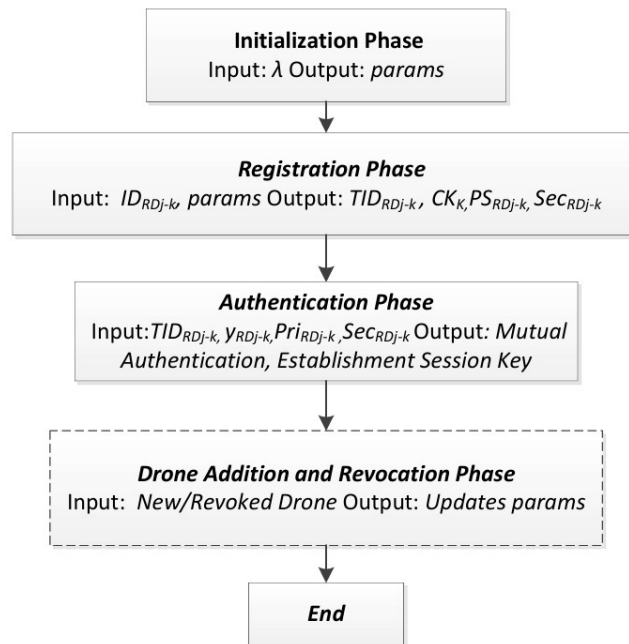 Initialization Phase
Input: λ Output: params
Registration Phase
Input: ID_RDj-k, params Output: TID_RDj-k , CK_K,PS_RDj-k, Sec_RDj-k
Authentication Phase
Input:TID_RDj-k, y_RDj-k,Pri_RDj-k ,Sec_RDj-k Output: Mutual
Authentication, Establishment Session Key
Drone Addition and Revocation Phase
Input: New/Revoked Drone Output: Updates params
End